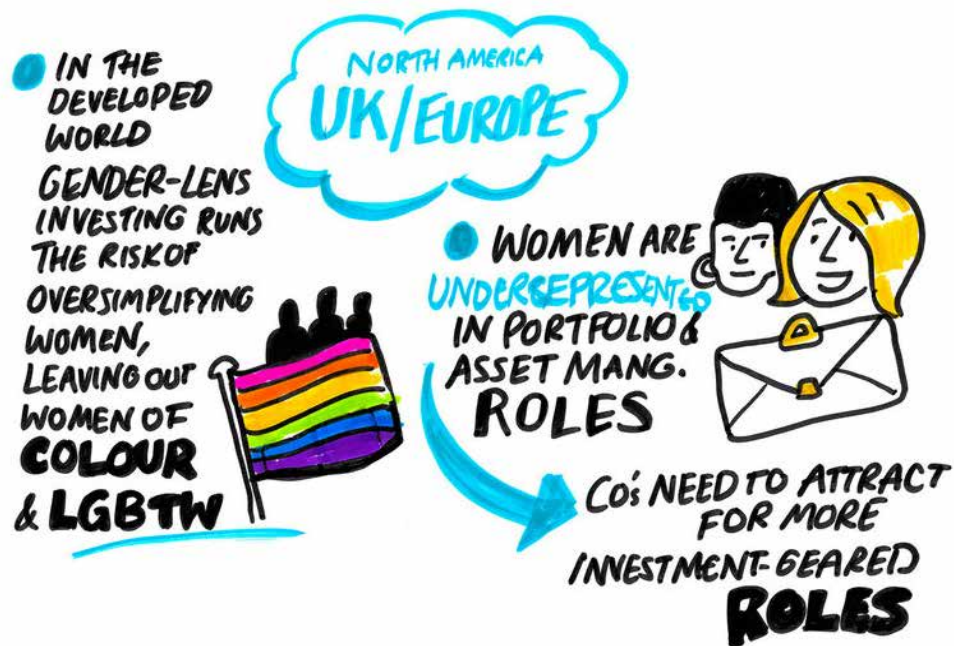 NORTH AMERICA
UK/EUROPE
IN THE
DEVELOPED
WORLD
GENDER-LENS
INVESTING RUNS
THE RISK OF
OVERSIMPLIFYING
WOMEN,
LEAVING OUT
WOMEN OF
COLOUR
& LGBTW
WOMEN ARE
UNDERREPRESENTED
IN PORTFOLIO &
ASSET MANG.
ROLES
CO'S NEED TO ATTRACT
FOR MORE
INVESTMENT-GEARED
ROLES